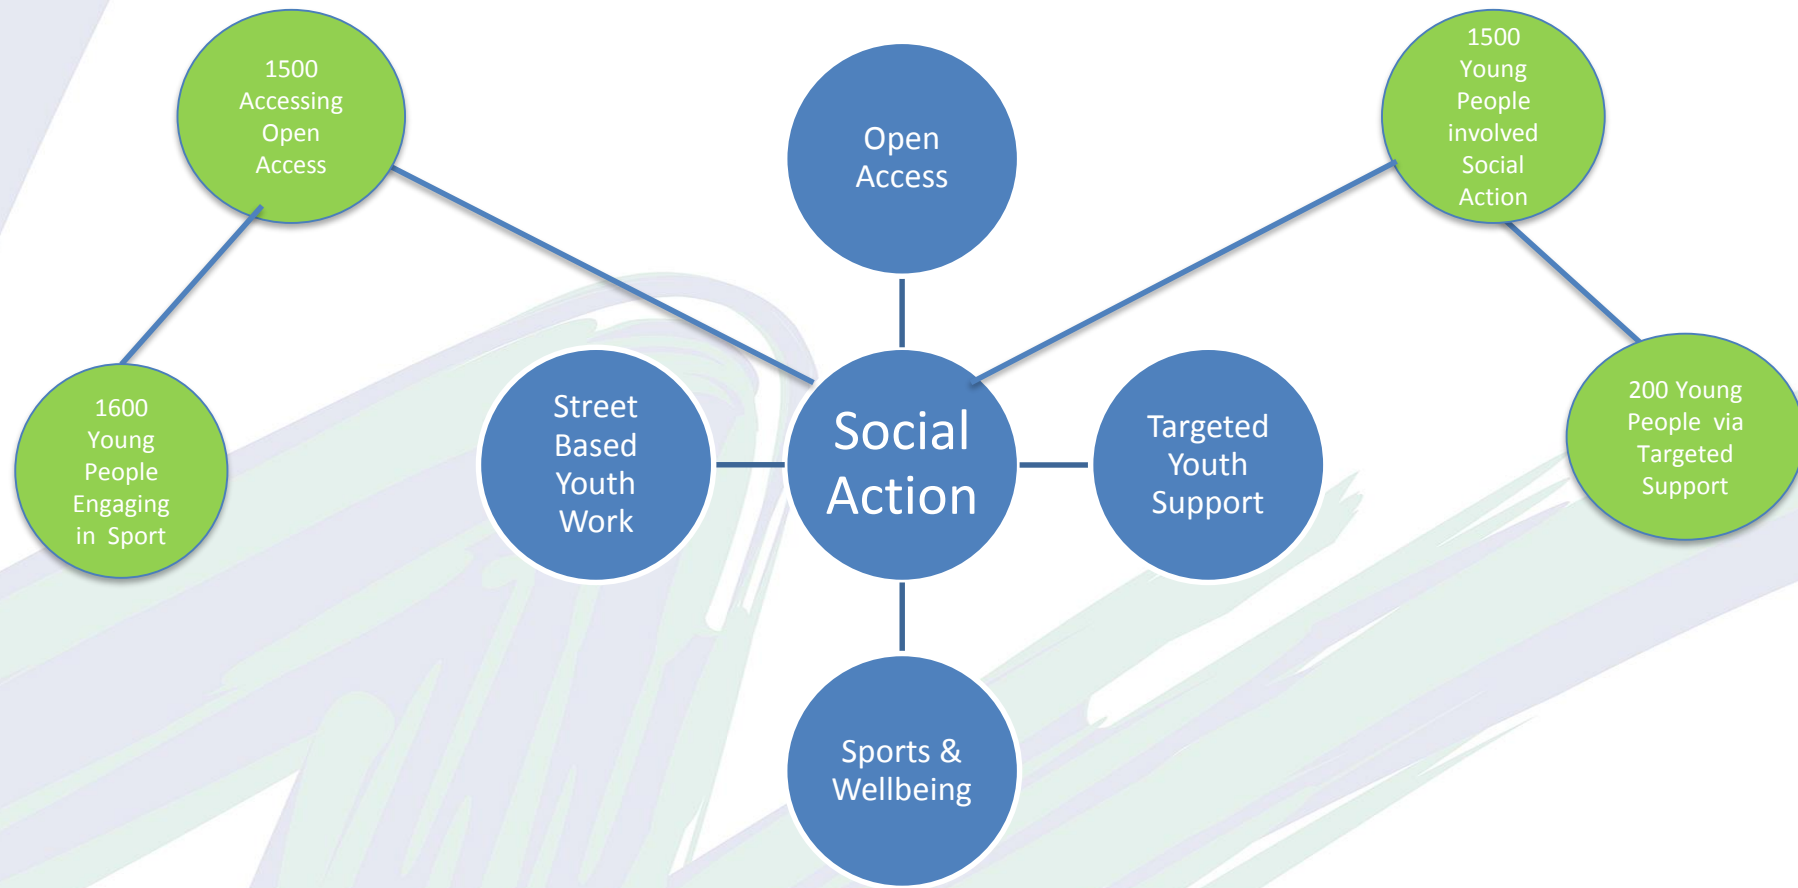 1500
Accessing
Open
Access
Open
Access
1500
Young
People
involved
Social
Action
1600
Young
People
Engaging
in Sport
Street
Based
Youth
Work
Social
Action
Targeted
Youth
Support
200 Young
People via
Targeted
Support
Sports &
Wellbeing